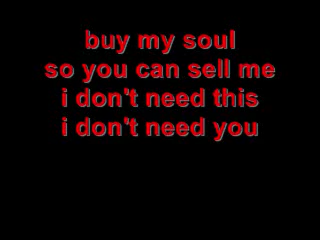 buy my soul
so you can sell me
i don't need this
i don't need you